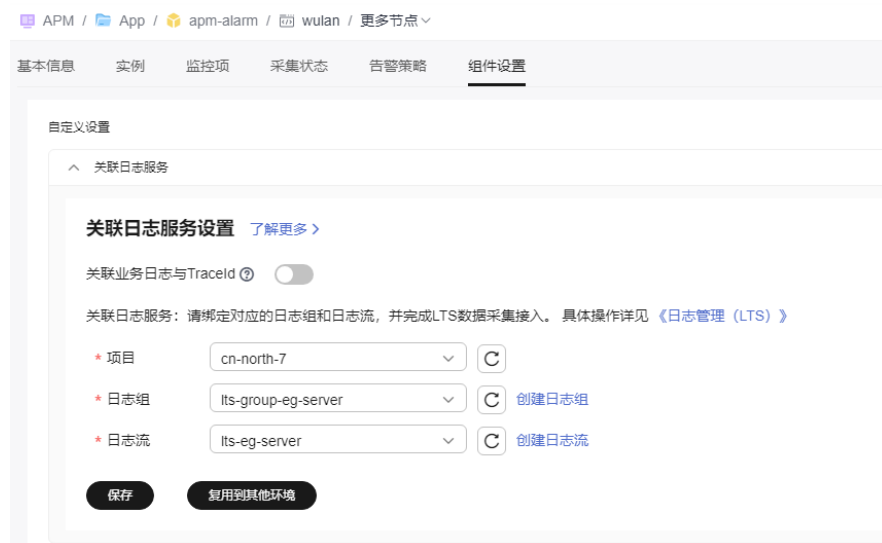 APM / App / apm-alarm / wulan / 更多节点
基本信息 实例 监控项 采集状态 告警策略 组件设置
自定义设置
关联日志服务
关联日志服务设置 了解更多
关联业务日志与TraceId
关联日志服务：请绑定对应的日志组和日志流，并完成LTS数据采集接入。 具体操作详见 《日志管理（LTS）》
* 项目 cn-north-7
* 日志组 lts-group-eg-server 创建日志组
* 日志流 lts-eg-server 创建日志流
保存 复用到其他环境